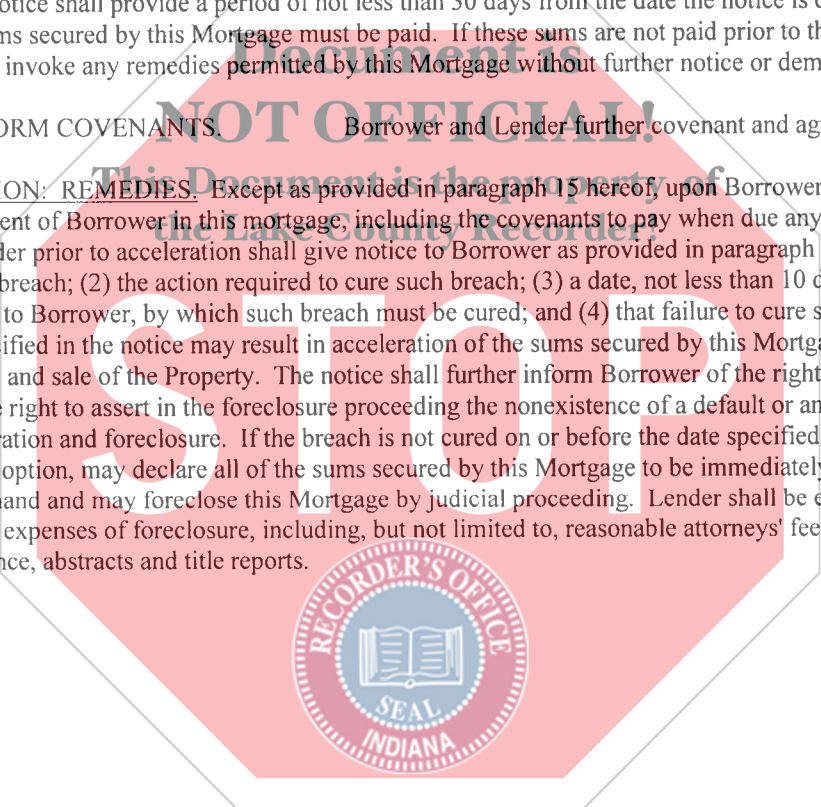 otice shall provide a period of not less than 30 days from the date the notice is
ms secured by this Mortgage must be paid. If these sums are not paid prior to th
invoke any remedies permitted by this Mortgage without further notice or dem
Document is
NOT OFFICIAL!
ORM COVENANTS. Borrower and Lender further covenant and ag
This Document is the property of
the Lake County Recorder!
ION: REMEDIES. Except as provided in paragraph 15 hereof, upon Borrower
ent of Borrower in this mortgage, including the covenants to pay when due any
der prior to acceleration shall give notice to Borrower as provided in paragraph
breach; (2) the action required to cure such breach; (3) a date, not less than 10 d
to Borrower, by which such breach must be cured; and (4) that failure to cure s
ified in the notice may result in acceleration of the sums secured by this Mortga
and sale of the Property. The notice shall further inform Borrower of the right
right to assert in the foreclosure proceeding the nonexistence of a default or an
ration and foreclosure. If the breach is not cured on or before the date specified
option, may declare all of the sums secured by this Mortgage to be immediately
and and may foreclose this Mortgage by judicial proceeding. Lender shall be e
expenses of foreclosure, including, but not limited to, reasonable attorneys' fee
nce, abstracts and title reports.
STOP
RECORDER'S OFFICE
SEAL
INDIANA